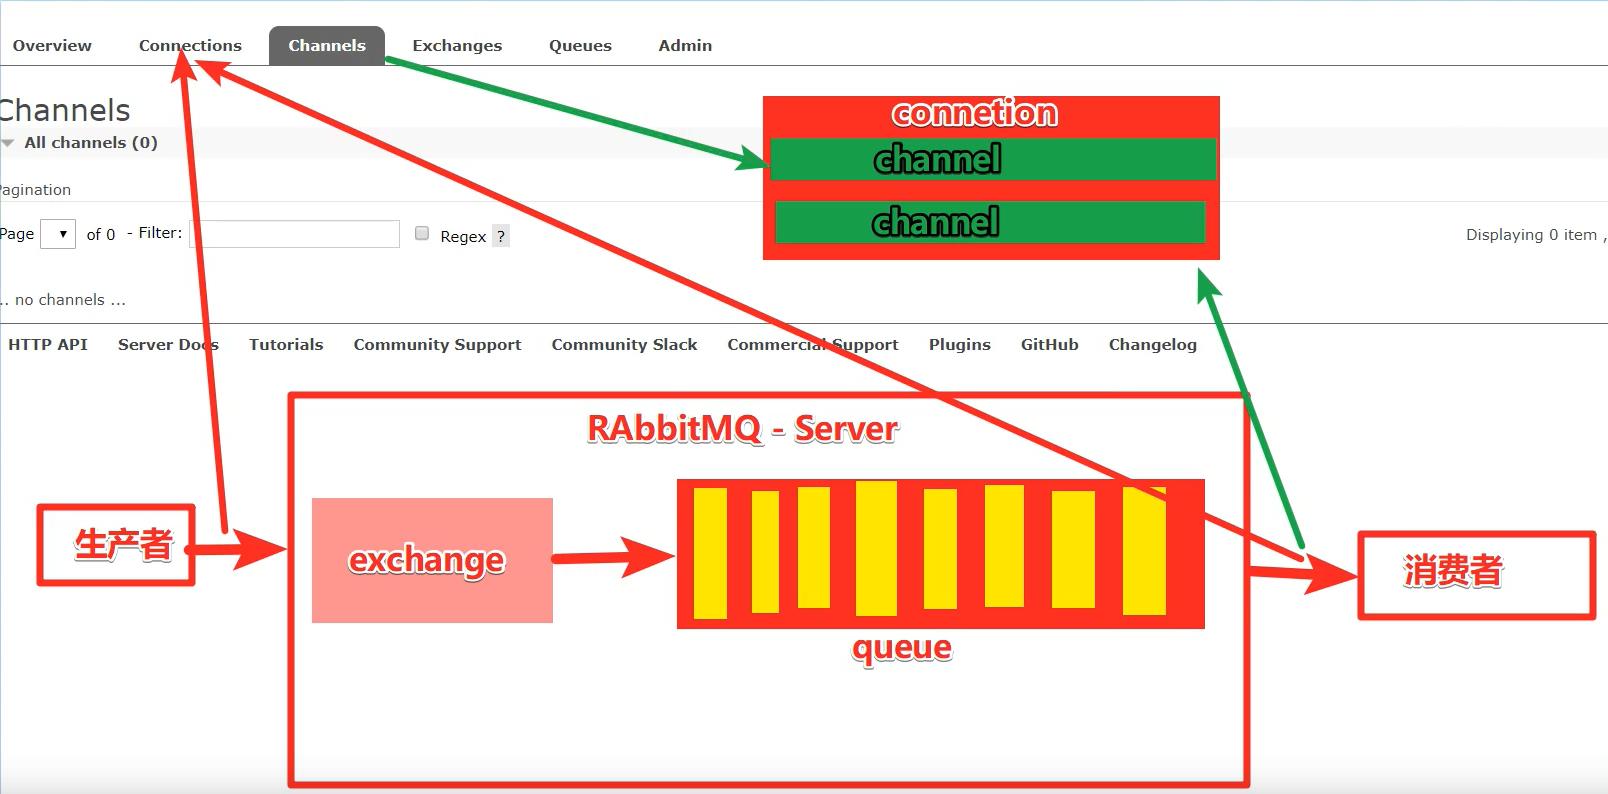 Overview Connections Channels Exchanges Queues Admin
Channels
All channels (0)
Pagination
connetion
channel
channel
Page of 0 - Filter: Regex ? Displaying 0 item ,
.. no channels ...
HTTP API Server Docs Tutorials Community Support Community Slack Commercial Support Plugins GitHub Changelog
RAbbitMQ - Server
生产者
exchange
消费者
queue